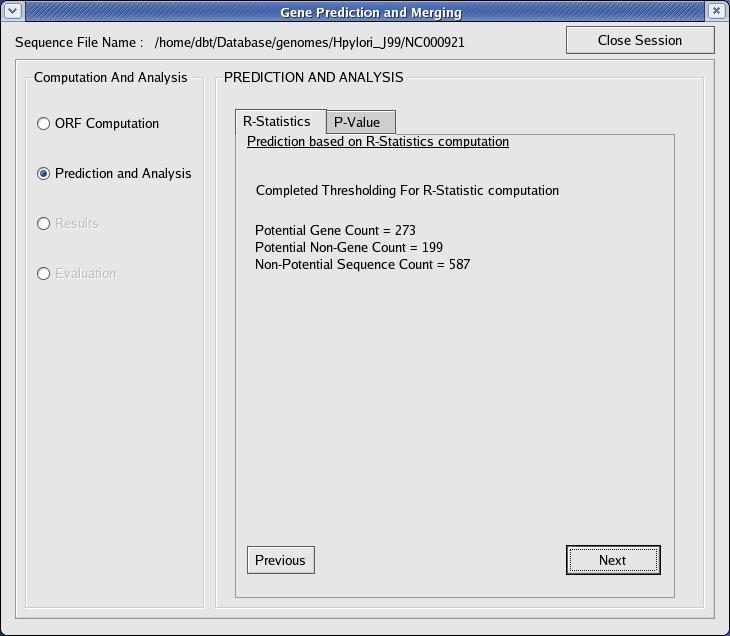 Gene Prediction and Merging
Sequence File Name : /home/dbt/Database/genomes/Hpylori_J99/NC000921
Close Session
Computation And Analysis
ORF Computation
Prediction and Analysis
Results
Evaluation
PREDICTION AND ANALYSIS
R-Statistics
P-Value
Prediction based on R-Statistics computation
Completed Thresholding For R-Statistic computation
Potential Gene Count = 273
Potential Non-Gene Count = 199
Non-Potential Sequence Count = 587
Previous
Next